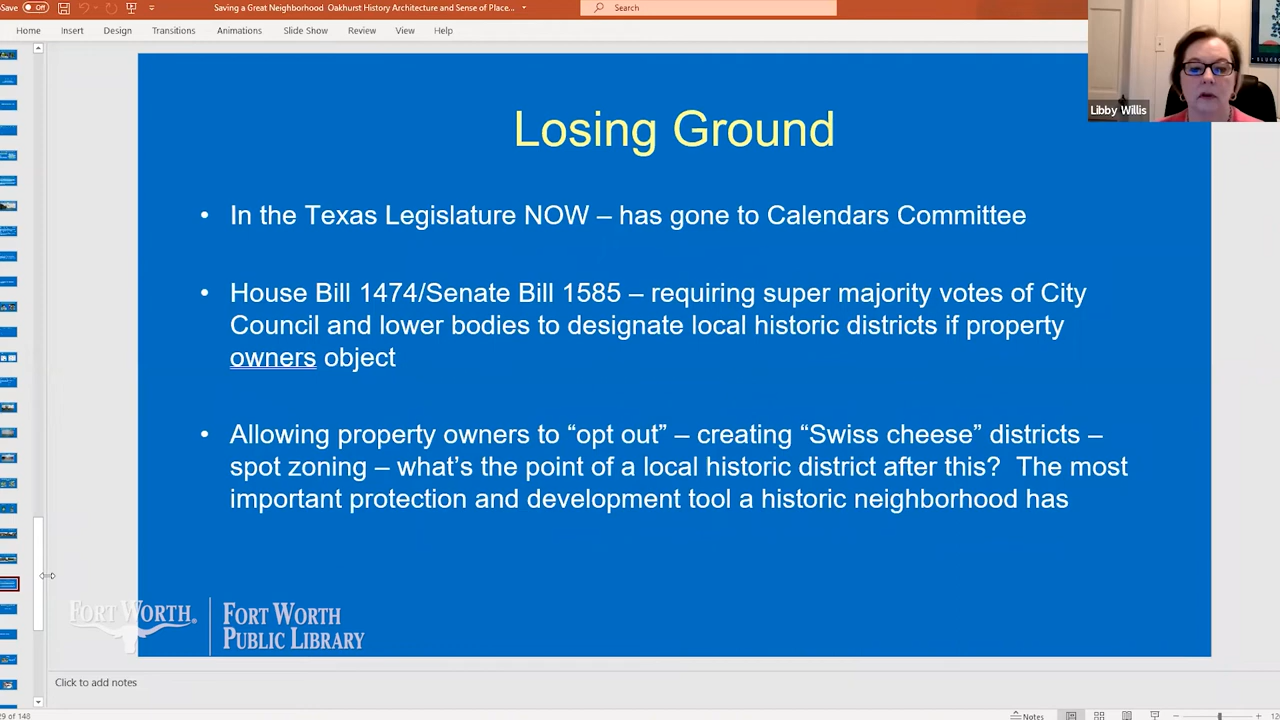 Save Off
Saving a Great Neighborhood Oakhurst History Architecture and Sense of Place...
Search
Home Insert Design Transitions Animations Slide Show Review View Help
Libby Willis
Losing Ground
• In the Texas Legislature NOW – has gone to Calendars Committee
• House Bill 1474/Senate Bill 1585 – requiring super majority votes of City
Council and lower bodies to designate local historic districts if property
owners object
• Allowing property owners to “opt out” – creating “Swiss cheese” districts –
spot zoning – what’s the point of a local historic district after this? The most
important protection and development tool a historic neighborhood has
FORT WORTH.
FORT WORTH
PUBLIC LIBRARY
Click to add notes
29 of 148
Notes